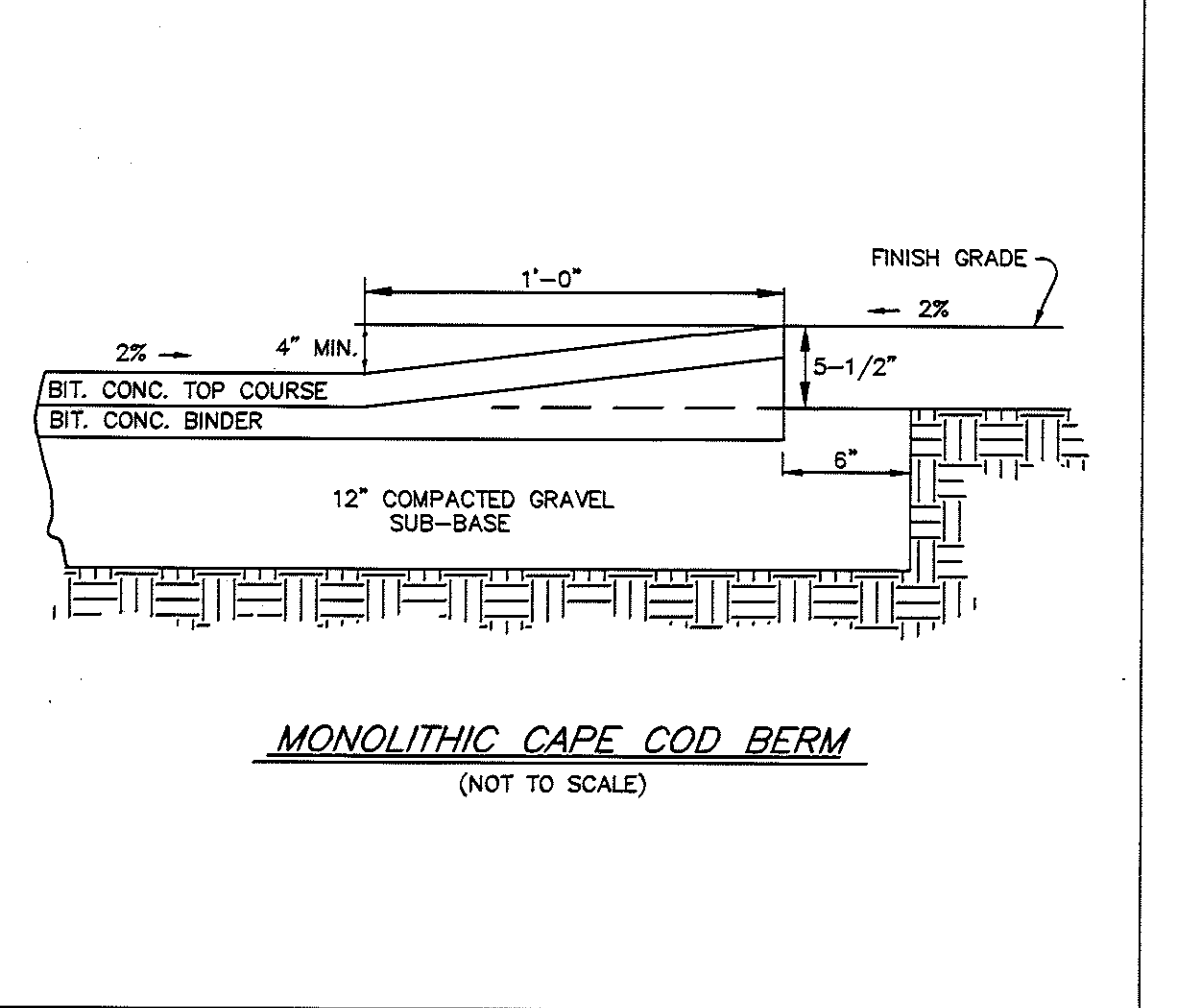 FINISH GRADE
1'-0"
2%
2%
4" MIN.
5-1/2"
BIT. CONC. TOP COURSE
BIT. CONC. BINDER
6"
12" COMPACTED GRAVEL
SUB-BASE
MONOLITHIC CAPE COD BERM
(NOT TO SCALE)